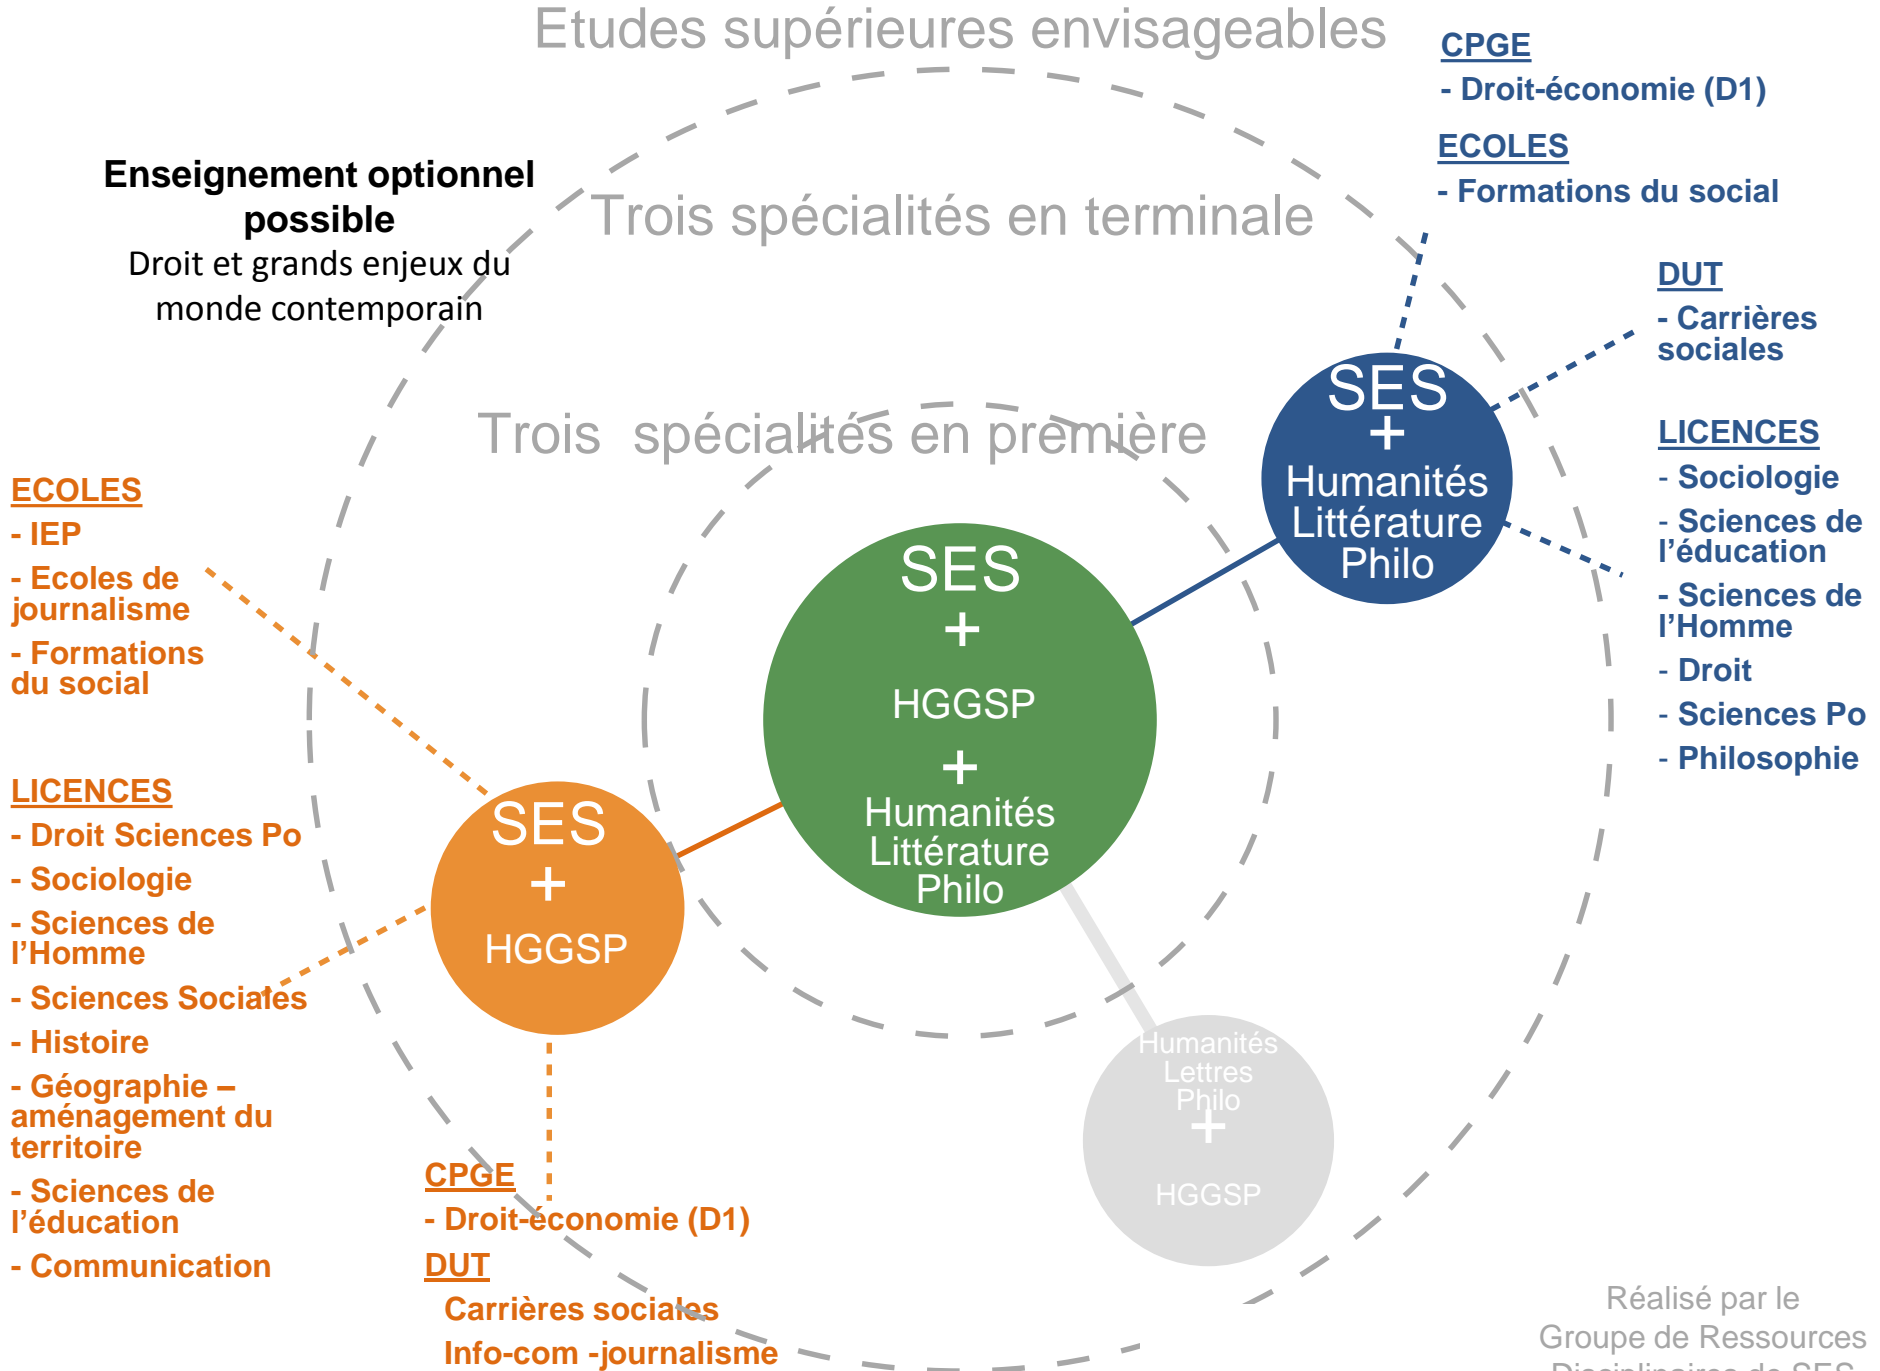 Etudes supérieures envisageables
Trois spécialités en terminale
Trois  spécialités en première
Enseignement optionnel
possible
Droit et grands enjeux du
monde contemporain
CPGE
- Droit-économie (D1)
ECOLES
- Formations du social
DUT
- Carrières
sociales
LICENCES
- Sociologie
- Sciences de
l’éducation
- Sciences de
l’Homme
- Droit
- Sciences Po
- Philosophie
SES
+
Humanités
Littérature
Philo
SES
+
HGGSP
+
Humanités
Littérature
Philo
ECOLES
- IEP
- Ecoles de
journalisme
- Formations
du social
LICENCES
- Droit Sciences Po
- Sociologie
- Sciences de
l’Homme
- Sciences Sociales
- Histoire
- Géographie –
aménagement du
territoire
- Sciences de
l’éducation
- Communication
SES
+
HGGSP
CPGE
- Droit-économie (D1)
DUT
Carrières sociales
Info-com -journalisme
Humanités
Lettres
Philo
+
HGGSP
Réalisé par le
Groupe de Ressources
Disciplinaires de SES